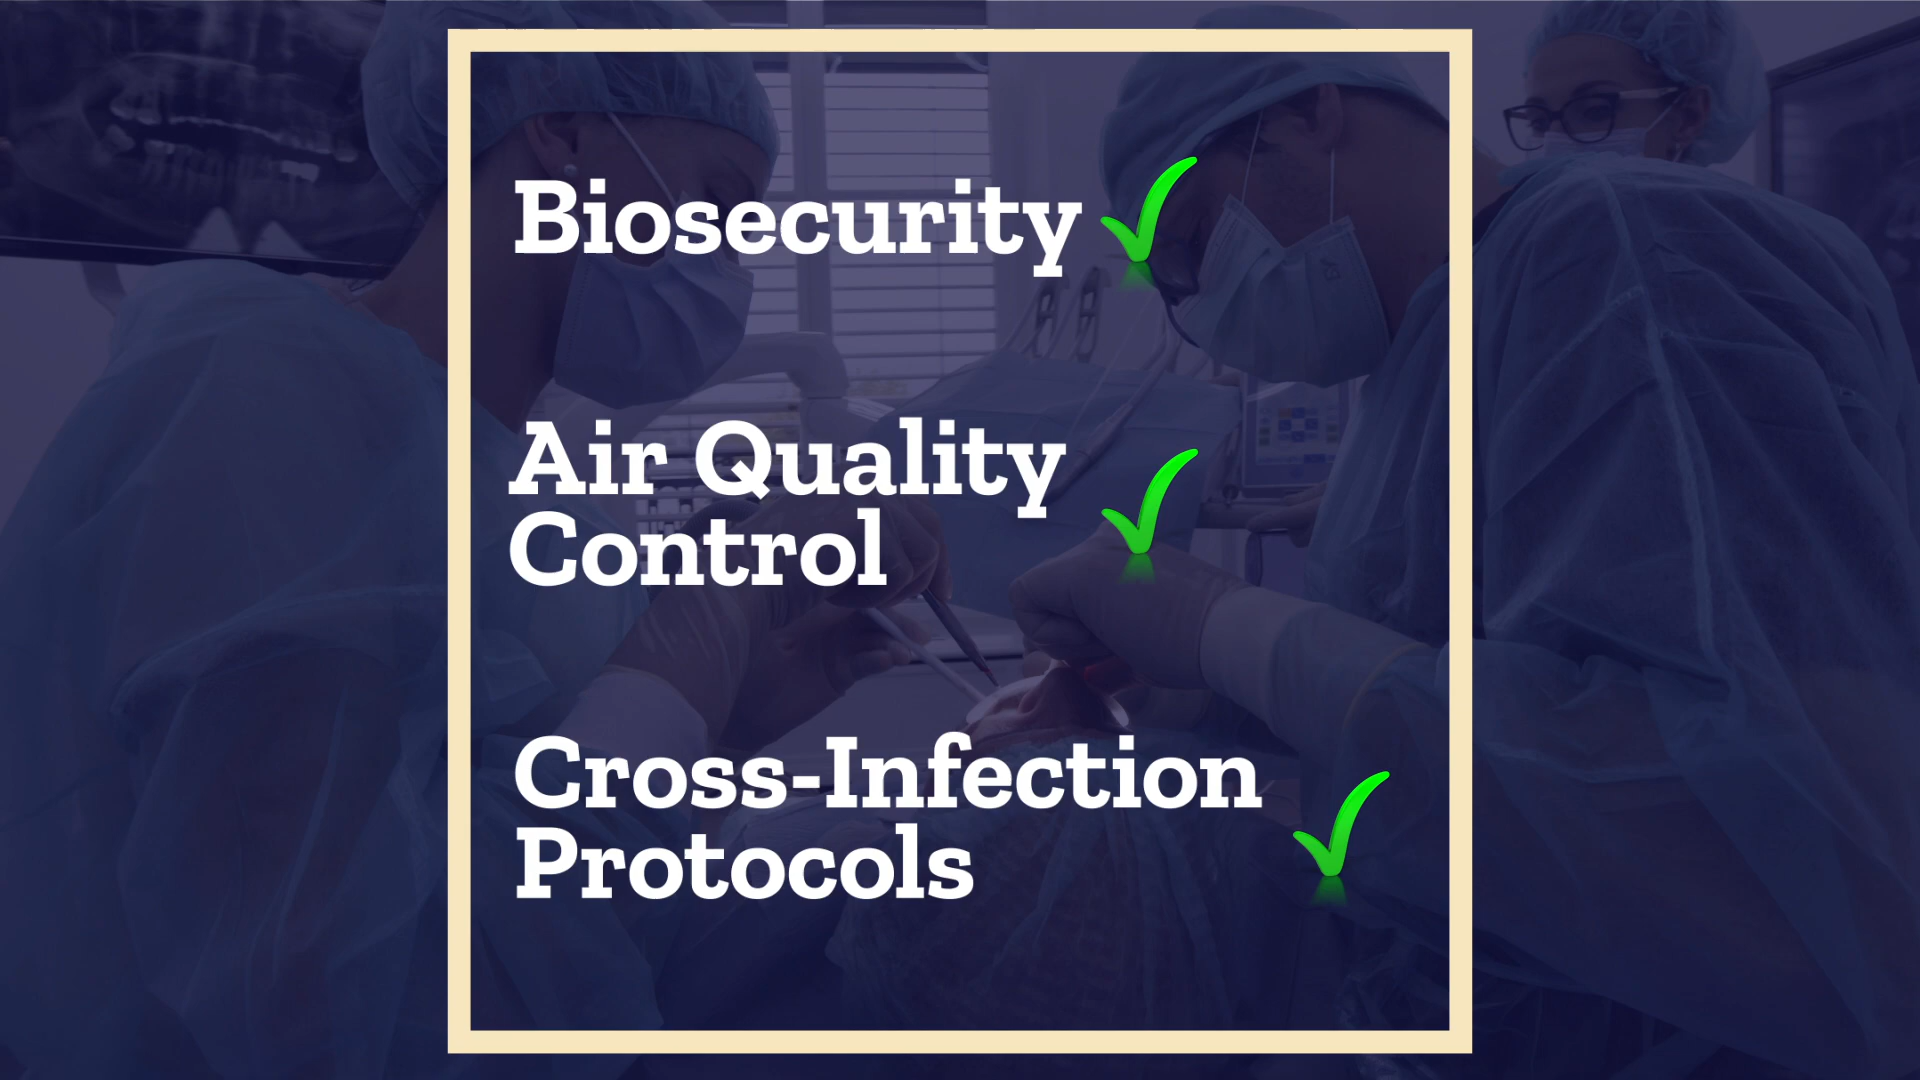 Biosecurity
Air Quality
Control
Cross-Infection
Protocols